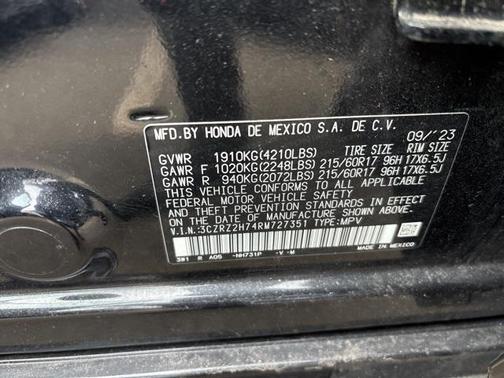 MFD.BY HONDA DE MEXICO S.A. DE C.V. 09/'23
GVWR 1910KG(4210LBS) TIRE SIZE RIM SIZE
GAWR F 1020KG(2248LBS) 215/60R17 96H 17X6.5J
GAWR R 940KG(2072LBS) 215/60R17 96H 17X6.5J
THIS VEHICLE CONFORMS TO ALL APPLICABLE
FEDERAL MOTOR VEHICLE SAFETY AND THEFT
PREVENTION STANDARDS IN EFFECT ON THE
DATE OF MANUFACTURE SHOWN ABOVE.
V.I.N.:3CZRZ2H74RM727351 TYPE:MPV
3W1 R A05 -NH731P -V -M MADE IN MEXICO